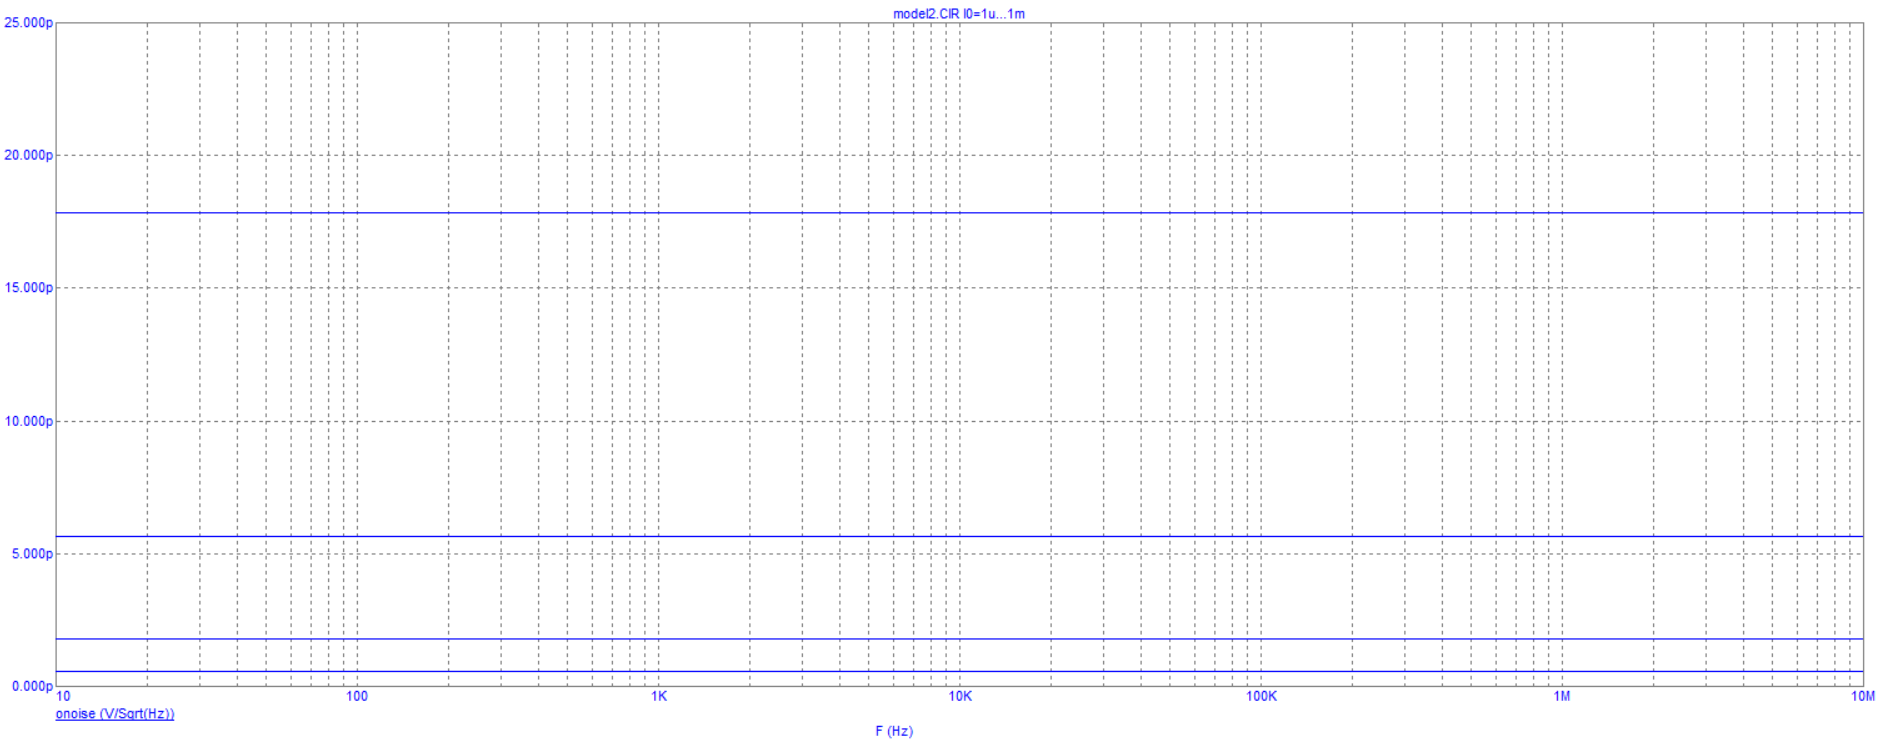 model2.CIR I0=1u...1m
25.000p
20.000p
15.000p
10.000p
5.000p
0.000p
10 100 1K 10K 100K 1M 10M
onoise (V/Sqrt(Hz))
F (Hz)